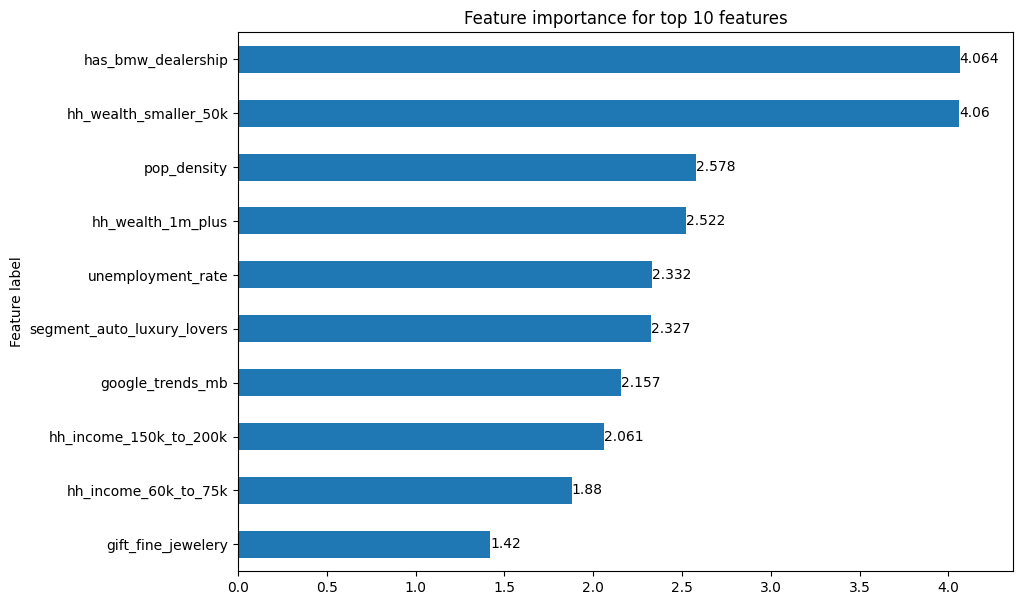 Feature importance for top 10 features
Feature label
has_bmw_dealership 4.064
hh_wealth_smaller_50k 4.06
pop_density 2.578
hh_wealth_1m_plus 2.522
unemployment_rate 2.332
segment_auto_luxury_lovers 2.327
google_trends_mb 2.157
hh_income_150k_to_200k 2.061
hh_income_60k_to_75k 1.88
gift_fine_jewelery 1.42
0.0 0.5 1.0 1.5 2.0 2.5 3.0 3.5 4.0